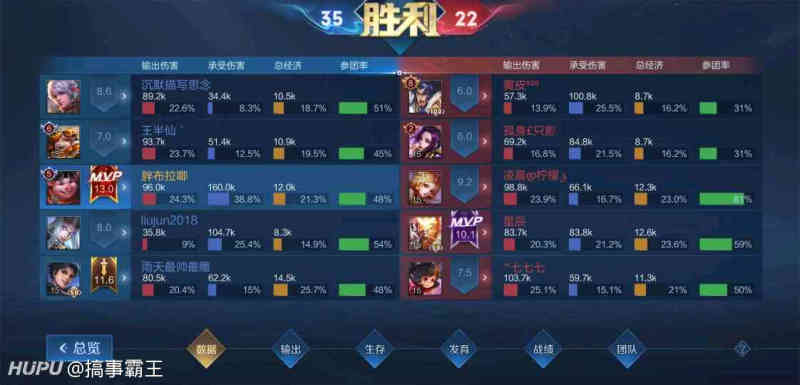 35 胜利 22
输出伤害 承受伤害 总经济 参团率
输出伤害 承受伤害 总经济 参团率
沉默描写思念
8.6 89.2k 34.4k 10.5k
22.6% 8.3% 18.7% 51%
王半仙
7.0 93.7k 51.4k 10.9k
23.7% 12.5% 19.5% 45%
胖布拉唧
MVP 13.0 96.0k 160.0k 12.0k
24.3% 38.8% 21.3% 48%
liujun2018
8.0 35.8k 104.7k 8.3k
9% 25.4% 14.9% 54%
雨天最帅最撒
11.6 80.5k 62.2k 14.5k
20.4% 15% 25.7% 48%
6.0 57.3k 100.8k 8.7k
13.9% 25.5% 16.2% 31%
孤身£只影
6.0 69.2k 84.8k 8.7k
16.8% 21.5% 16.2% 31%
凌晨@柠檬
9.2 98.8k 66.1k 12.3k
23.9% 16.7% 23.0% 81%
星辰
MVP 10.1 83.7k 83.8k 12.6k
20.3% 21.2% 23.6% 59%
七七七
7.5 103.7k 59.7k 11.3k
25.1% 15.1% 21% 50%
总览 数据 输出 生存 发育 战绩 团队
HUPU @搞事霸王